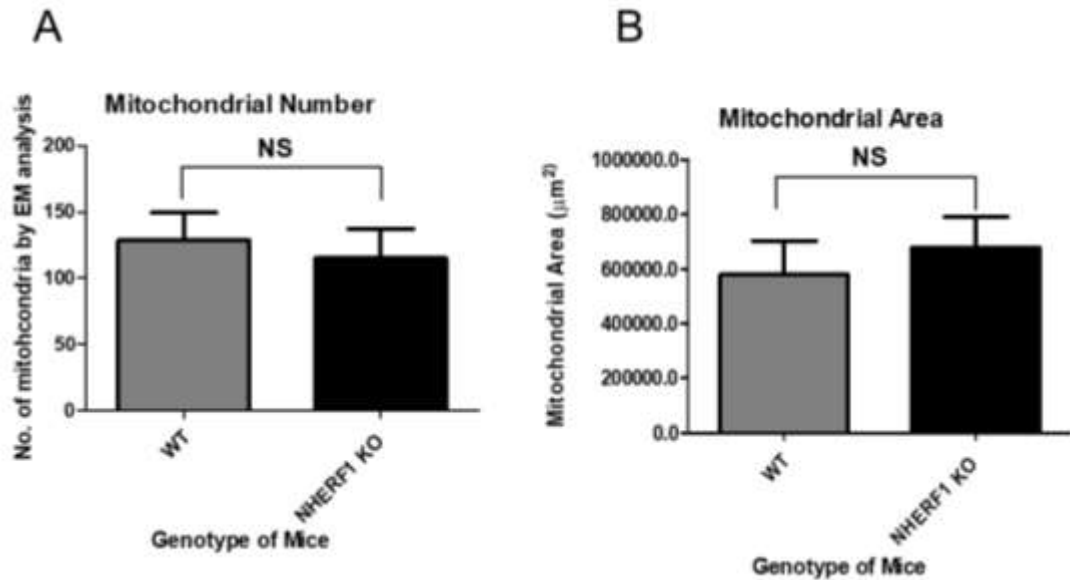 A
Mitochondrial Number
No. of mitohcondria by EM analysis
200
150
100
50
0
NS
WT
NHERF1 KO
Genotype of Mice
B
Mitochondrial Area
Mitochondrial Area (μm²)
1000000.0
800000.0
600000.0
400000.0
200000.0
0.0
NS
WT
NHERF1 KO
Genotype of Mice